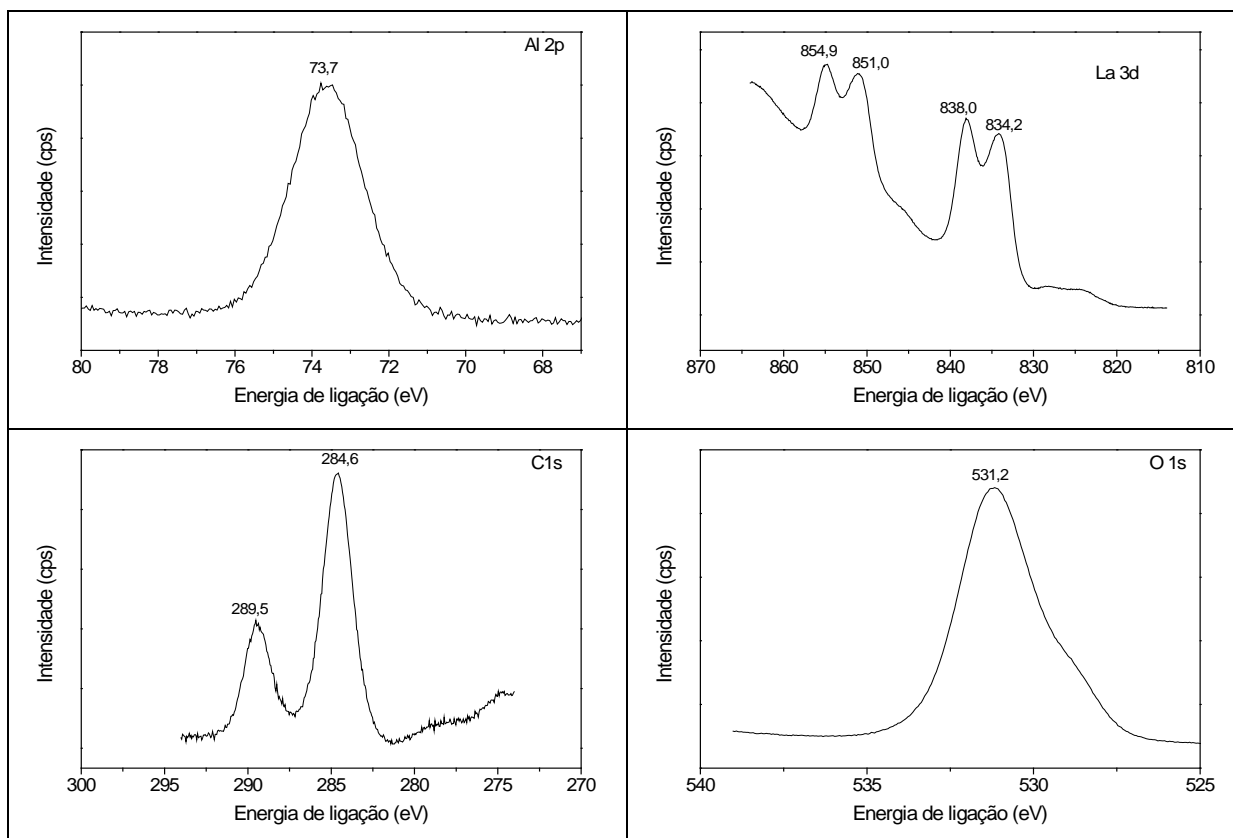 Al 2p
73,7
Intensidade (cps)
80 78 76 74 72 70 68
Energia de ligação (eV)
La 3d
854,9
851,0
838,0
834,2
Intensidade (cps)
870 860 850 840 830 820 810
Energia de ligação (eV)
C1s
284,6
289,5
Intensidade (cps)
300 295 290 285 280 275 270
Energia de ligação (eV)
O 1s
531,2
Intensidade (cps)
540 535 530 525
Energia de ligação (eV)